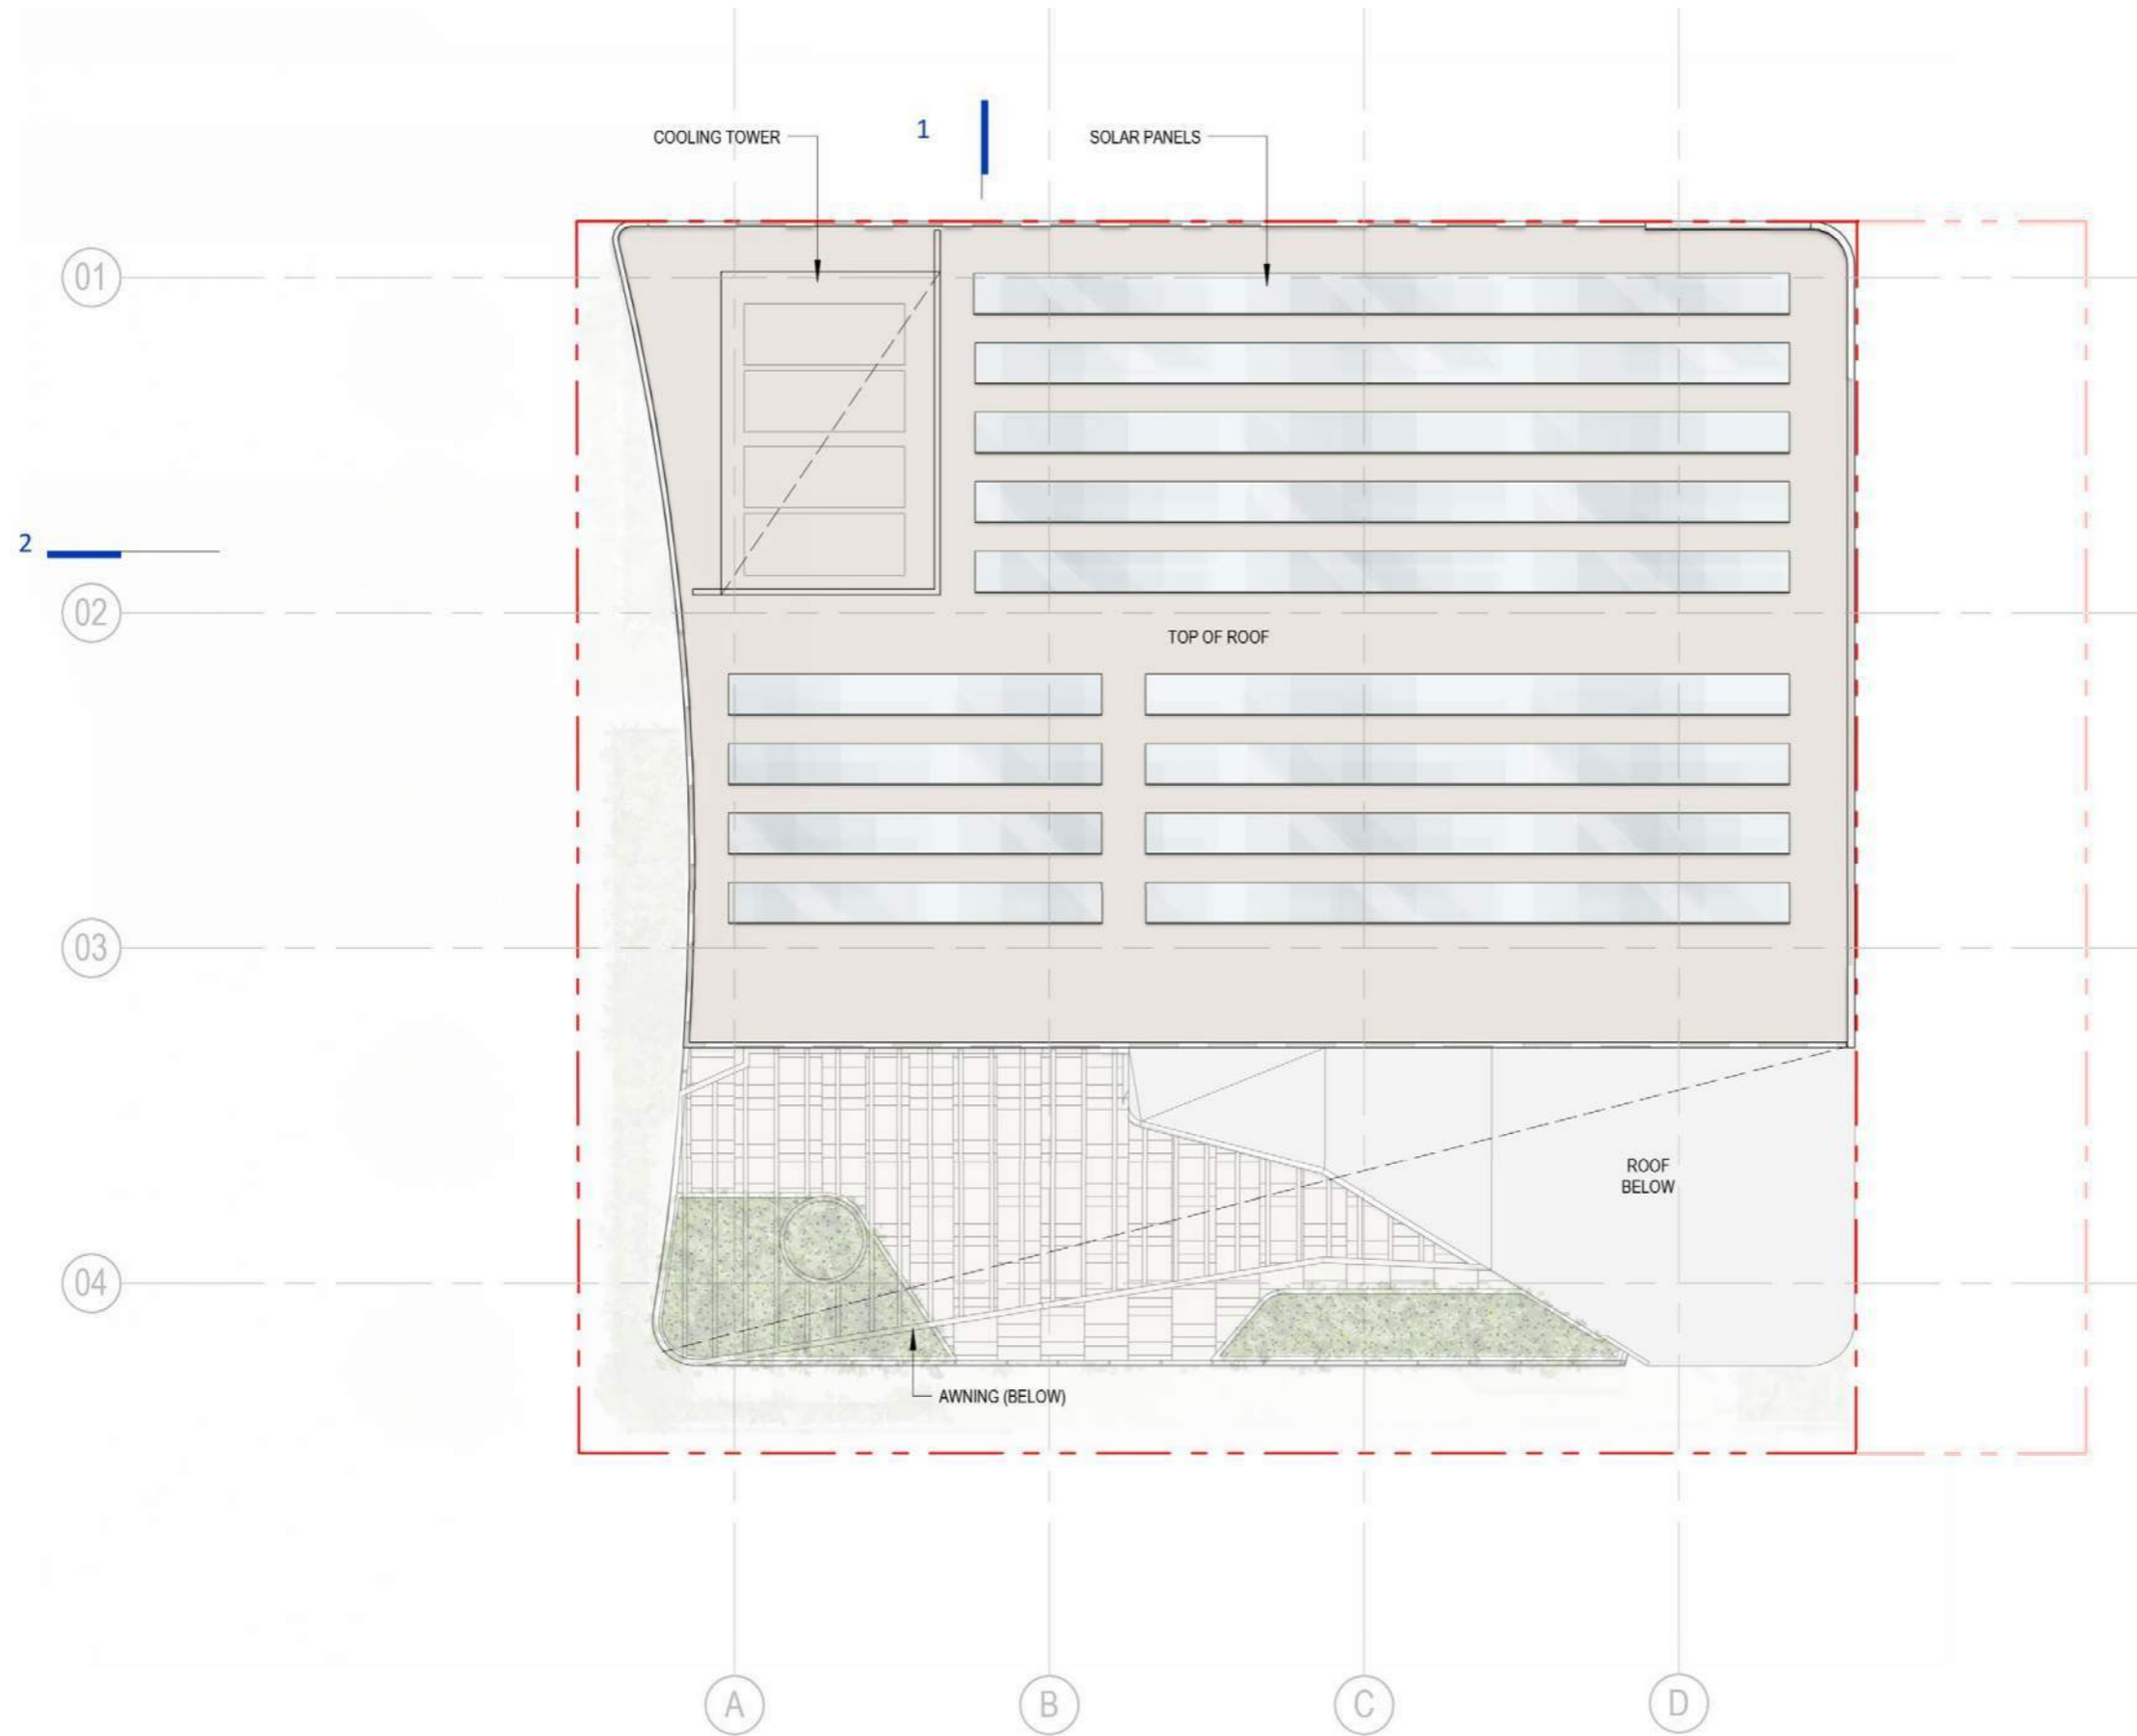 COOLING TOWER
1
SOLAR PANELS
01
2
02
TOP OF ROOF
03
ROOF
BELOW
04
AWNING (BELOW)
A
B
C
D